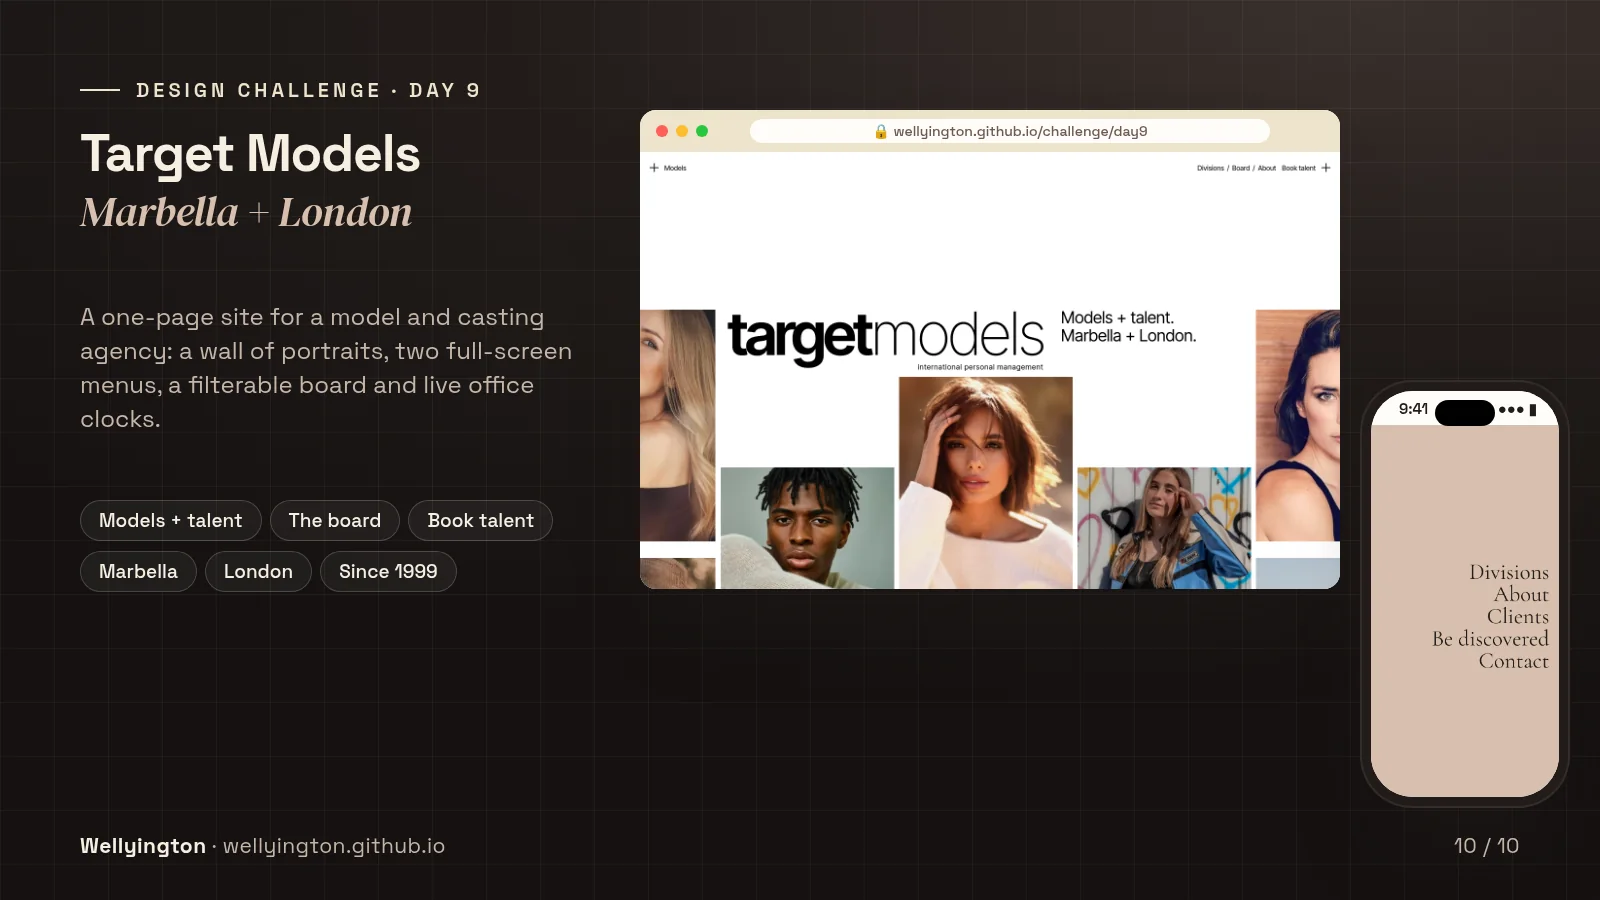 DESIGN CHALLENGE · DAY 9
Target Models
Marbella + London
A one-page site for a model and casting
agency: a wall of portraits, two full-screen
menus, a filterable board and live office
clocks.
Models + talent
The board
Book talent
Marbella
London
Since 1999
wellyington.github.io/challenge/day9
Models
Divisions / Board / About Book talent
targetmodels
international personal management
Models + talent.
Marbella + London.
9:41
Divisions
About
Clients
Be discovered
Contact
Wellyington · wellyington.github.io
10 / 10